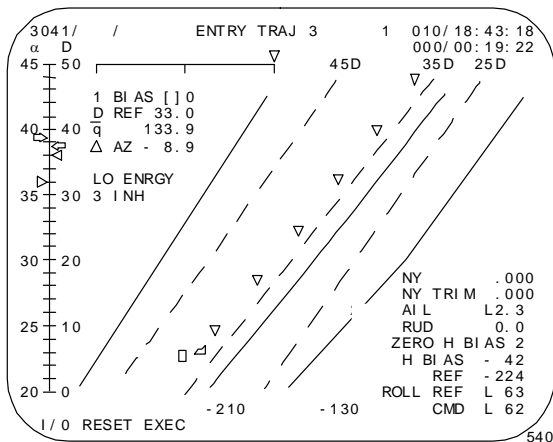 3041/ / ENTRY TRAJ 3 1 010/18:43:18
000/00:19:22
α D
45 50 45D 35D 25D
1 BIAS [ ] 0
D REF 33.0
q 133.9
40 40
△ AZ - 8.9
LO ENRGY
35 30
3 INH
30 20
NY .000
NY TRIM .000
25 10
AIL L2.3
RUD 0.0
ZERO H BIAS 2
H BIAS - 42
REF -224
20 0
ROLL REF L 63
-210 -130 CMD L 62
I/0 RESET EXEC
540